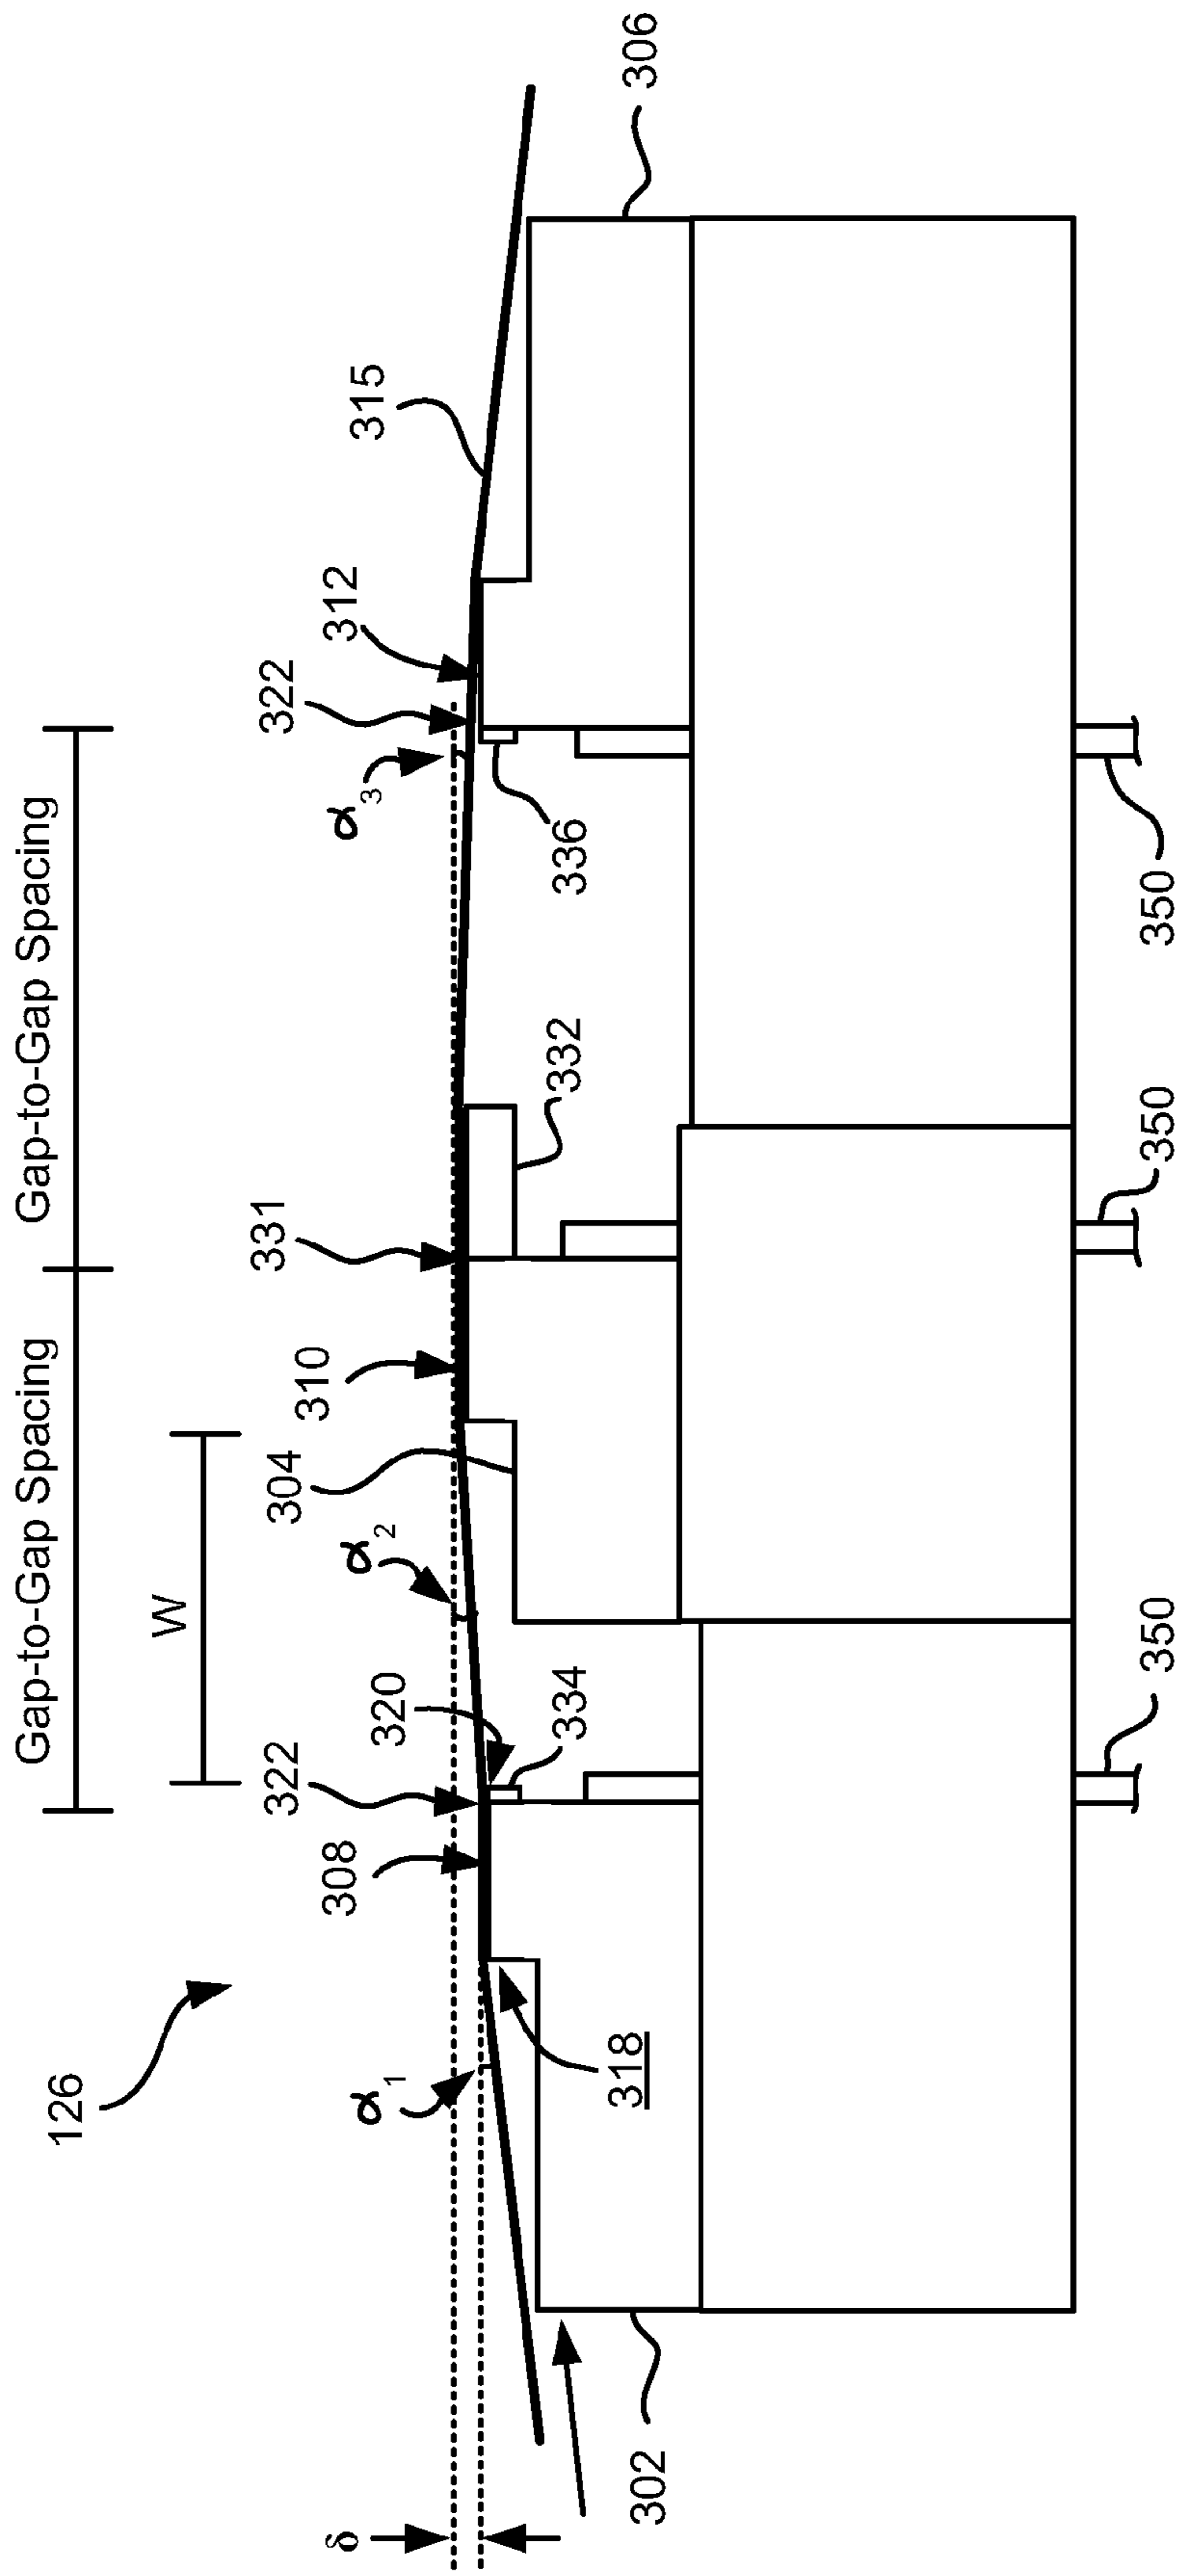 Gap-to-Gap Spacing
Gap-to-Gap Spacing
W
126
δ
α1
308
322
320
α2
304
310
331
α3
322
312
315
302
318
334
332
336
306
350
350
350